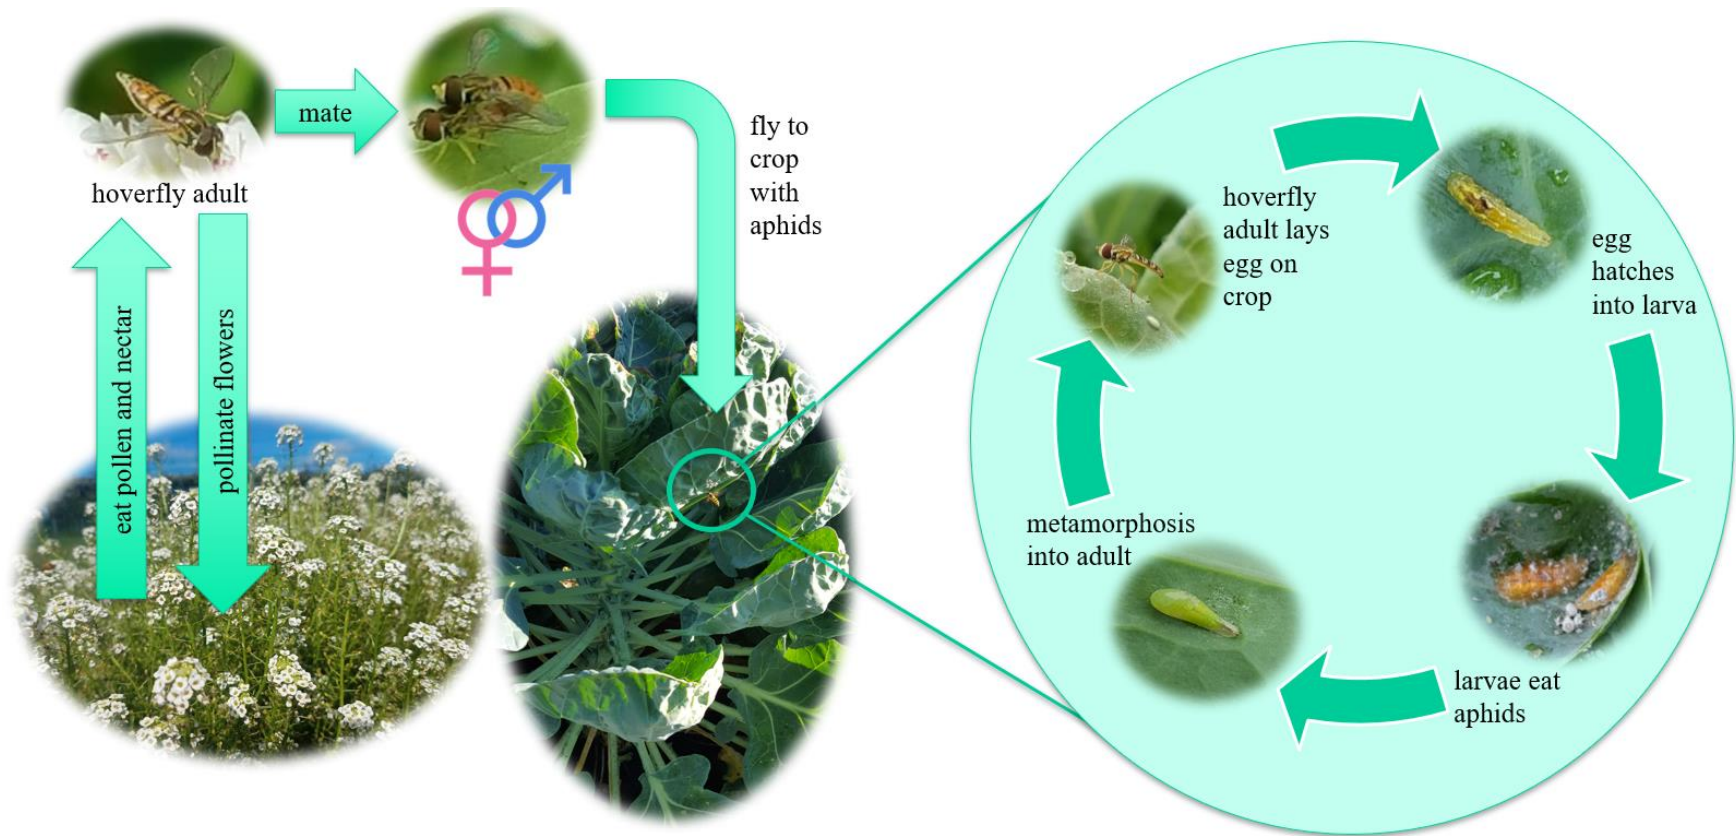 mate
hoverfly adult
eat pollen and nectar
pollinate flowers
fly to
crop
with
aphids
hoverfly
adult lays
egg on
crop
egg
hatches
into larva
larvae eat
aphids
metamorphosis
into adult